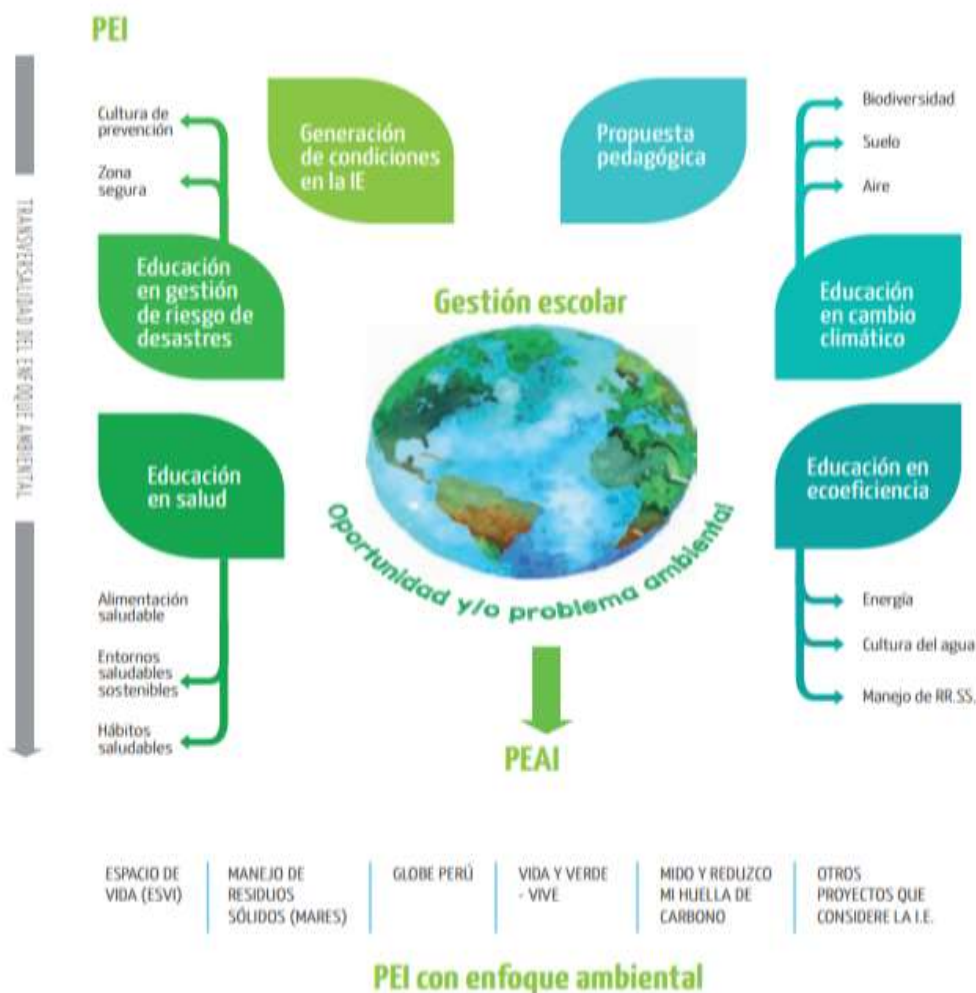 PEI
TRANSVERSALIDAD DEL ENFOQUE AMBIENTAL
Cultura de
prevención
Zona
segura
Generación
de condiciones
en la IE
Propuesta
pedagógica
Biodiversidad
Suelo
Aire
Educación
en gestión
de riesgo de
desastres
Gestión escolar
Educación
en cambio
climático
Educación
en salud
Educación en
ecoeficiencia
Oportunidad y/o problema ambiental
Alimentación
saludable
Entornos
saludables
sostenibles
Hábitos
saludables
Energía
Cultura del agua
Manejo de RR.SS.
PEAI
ESPACIO DE
VIDA (ESVI)
MANEJO DE
RESIDUOS
SÓLIDOS (MARES)
GLOBE PERÚ
VIDA Y VERDE
- VIVE
MIDO Y REDUZCO
MI HUELLA DE
CARBONO
OTROS
PROYECTOS QUE
CONSIDERE LA I.E.
PEI con enfoque ambiental